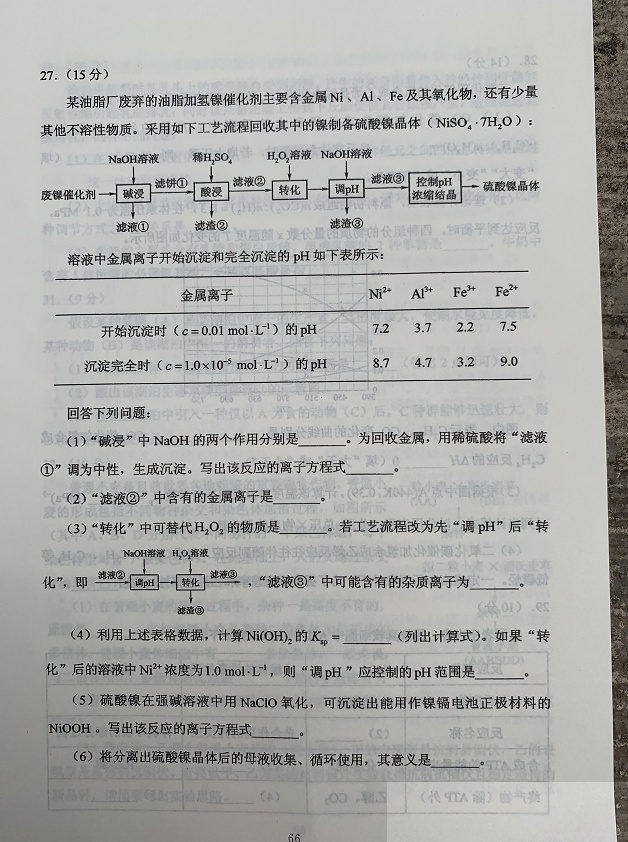 27.（15 分）
某油脂厂废弃的油脂加氢镍催化剂主要含金属Ni 、Al 、Fe及其氧化物，还有少量
其他不溶性物质。采用如下工艺流程回收其中的镍制备硫酸镍晶体（NiSO₄·7H₂O）:
NaOH溶液 稀H₂SO₄ H₂O₂溶液 NaOH溶液
废镍催化剂 碱浸 滤饼① 酸浸 滤液② 转化 调pH 滤液③ 控制pH 浓缩结晶 硫酸镍晶体
滤液① 滤渣② 滤渣③
溶液中金属离子开始沉淀和完全沉淀的 pH 如下表所示：
金属离子 Ni²⁺ Al³⁺ Fe³⁺ Fe²⁺
开始沉淀时（c=0.01 mol·L⁻¹）的pH 7.2 3.7 2.2 7.5
沉淀完全时（c=1.0×10⁻⁵ mol·L⁻¹）的pH 8.7 4.7 3.2 9.0
回答下列问题：
（1）“碱浸”中 NaOH 的两个作用分别是______。为回收金属，用稀硫酸将“滤液
①”调为中性，生成沉淀。写出该反应的离子方程式______。
（2）“滤液②”中含有的金属离子是______。
（3）“转化”中可替代H₂O₂的物质是______。若工艺流程改为先“调 pH”后“转
NaOH溶液 H₂O₂溶液
化”，即 滤液② 调pH 转化 滤液③ ，“滤液③”中可能含有的杂质离子为______。
滤渣③
（4）利用上述表格数据，计算Ni(OH)₂的Ksp=______（列出计算式）。如果“转
化”后的溶液中Ni²⁺浓度为1.0 mol·L⁻¹，则“调pH ”应控制的pH 范围是______。
（5）硫酸镍在强碱溶液中用NaClO氧化，可沉淀出能用作镍镉电池正极材料的
NiOOH 。写出该反应的离子方程式______。
（6）将分离出硫酸镍晶体后的母液收集、循环使用，其意义是______。
66